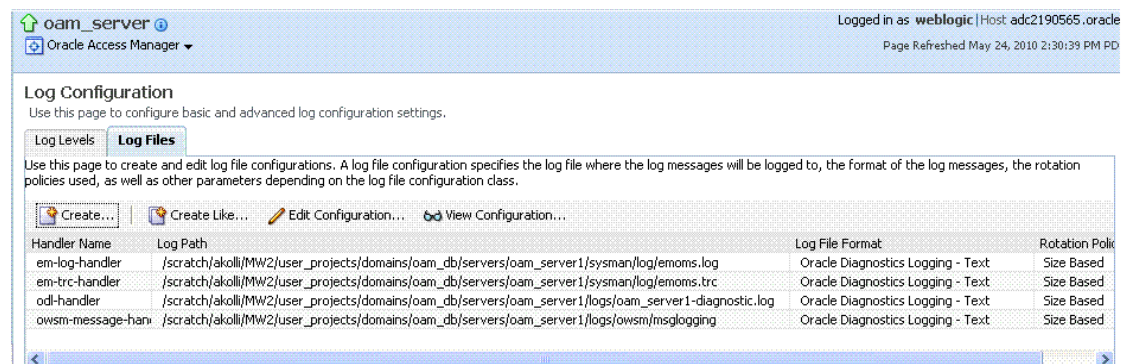 oam_server
Logged in as weblogic|Host adc2190565.oracle
Oracle Access Manager
Page Refreshed May 24, 2010 2:30:39 PM PD
Log Configuration
Use this page to configure basic and advanced log configuration settings.
Log Levels Log Files
Use this page to create and edit log file configurations. A log file configuration specifies the log file where the log messages will be logged to, the format of the log messages, the rotation
policies used, as well as other parameters depending on the log file configuration class.
Create... Create Like... Edit Configuration... View Configuration...
Handler Name Log Path Log File Format Rotation Polic
em-log-handler /scratch/akolli/MW2/user_projects/domains/oam_db/servers/oam_server1/sysman/log/emoms.log Oracle Diagnostics Logging - Text Size Based
em-trc-handler /scratch/akolli/MW2/user_projects/domains/oam_db/servers/oam_server1/sysman/log/emoms.trc Oracle Diagnostics Logging - Text Size Based
odl-handler /scratch/akolli/MW2/user_projects/domains/oam_db/servers/oam_server1/logs/oam_server1-diagnostic.log Oracle Diagnostics Logging - Text Size Based
owsm-message-han /scratch/akolli/MW2/user_projects/domains/oam_db/servers/oam_server1/logs/owsm/msglogging Oracle Diagnostics Logging - Text Size Based